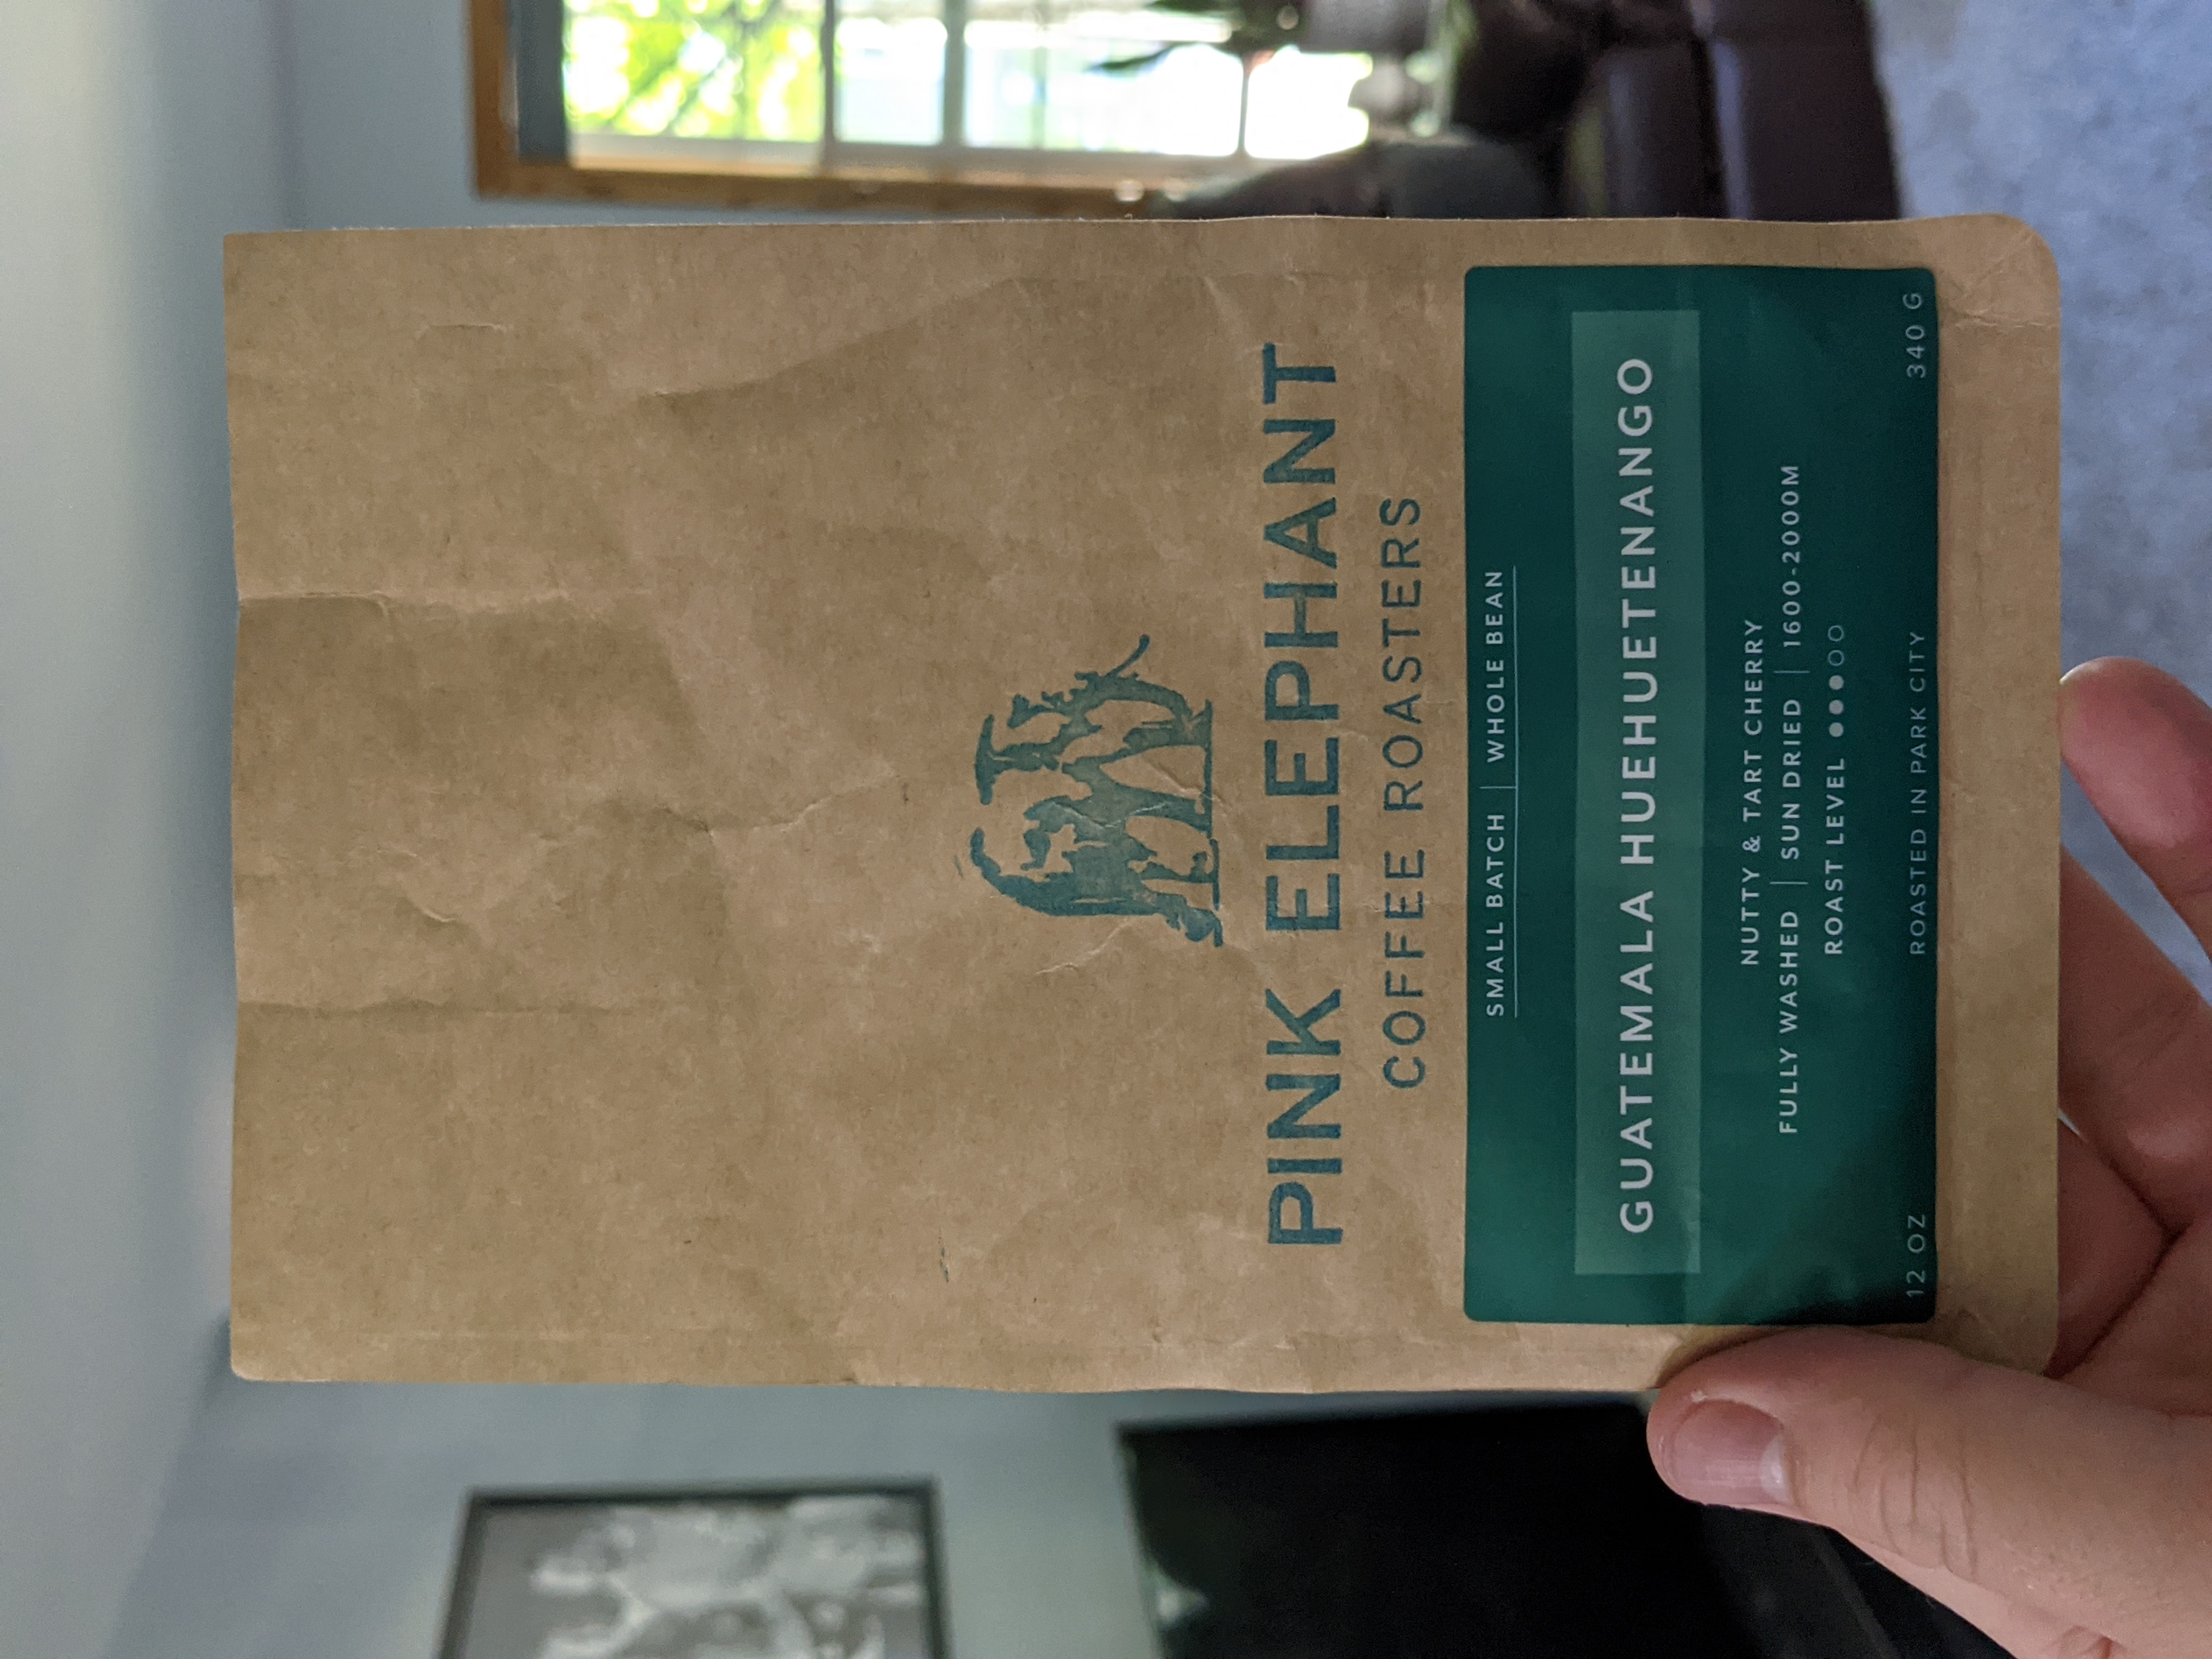 PINK ELEPHANT
COFFEE ROASTERS
SMALL BATCH | WHOLE BEAN
GUATEMALA HUEHUETENANGO
NUTTY & TART CHERRY
FULLY WASHED | SUN DRIED | 1600-2000M
ROAST LEVEL ●●●○○
12 OZ ROASTED IN PARK CITY 340 G